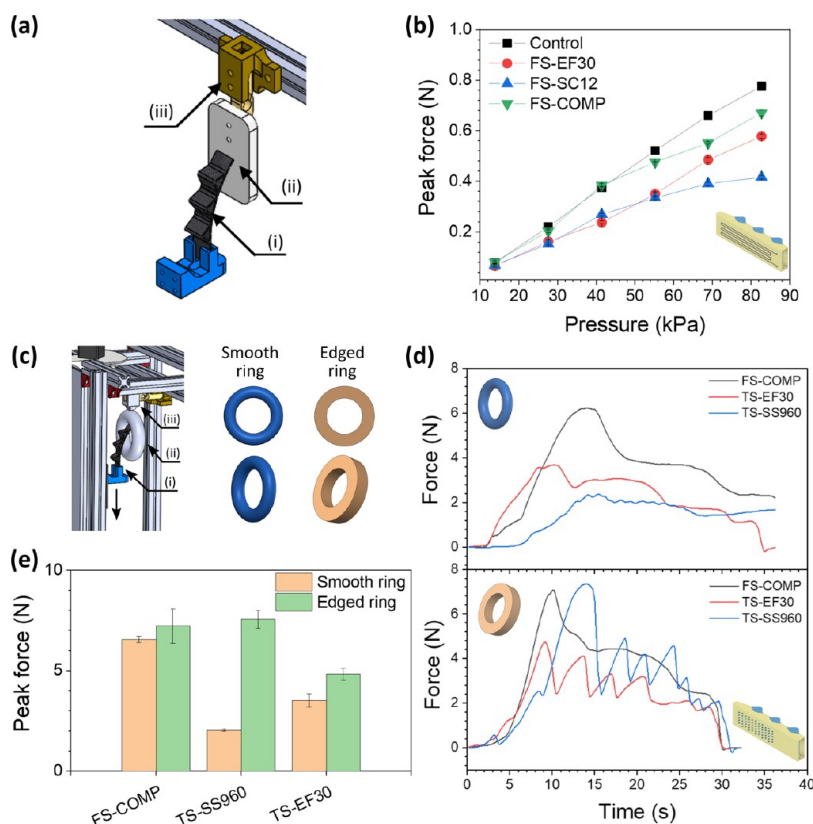 (a)
(iii)
(ii)
(i)
(b)
Control
FS-EF30
FS-SC12
FS-COMP
Peak force (N)
1.0
0.8
0.6
0.4
0.2
10 20 30 40 50 60 70 80 90
Pressure (kPa)
(c)
Smooth
ring
Edged
ring
(iii)
(ii)
(i)
(d)
8
6
4
2
0
Force (N)
FS-COMP
TS-EF30
TS-SS960
8
6
4
2
0
Force (N)
FS-COMP
TS-EF30
TS-SS960
0 5 10 15 20 25 30 35 40
Time (s)
(e)
10
5
0
Peak force (N)
Smooth ring
Edged ring
FS-COMP
TS-SS960
TS-EF30